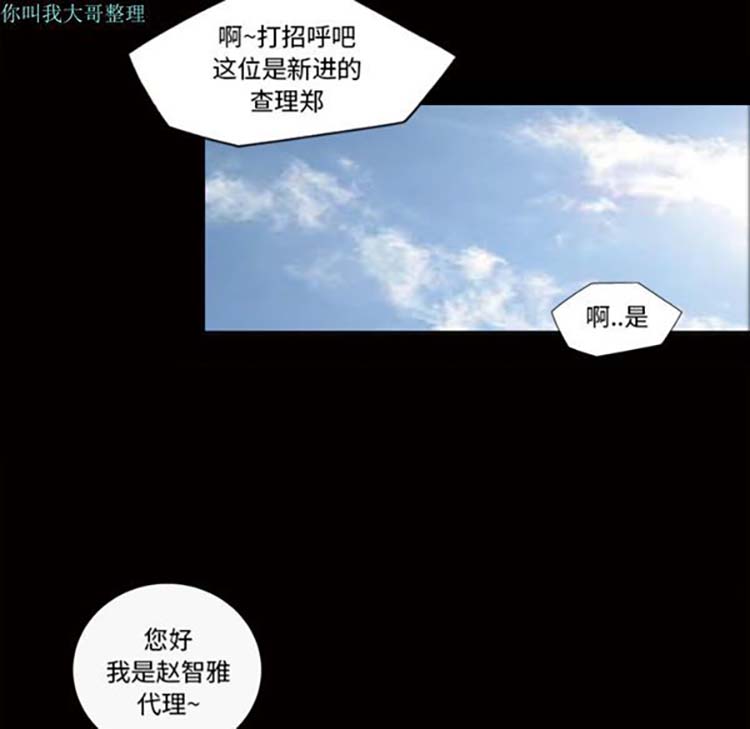 你叫我大哥整理
啊~打招呼吧
这位是新进的
查理郑
啊..是
您好
我是赵智雅
代理~